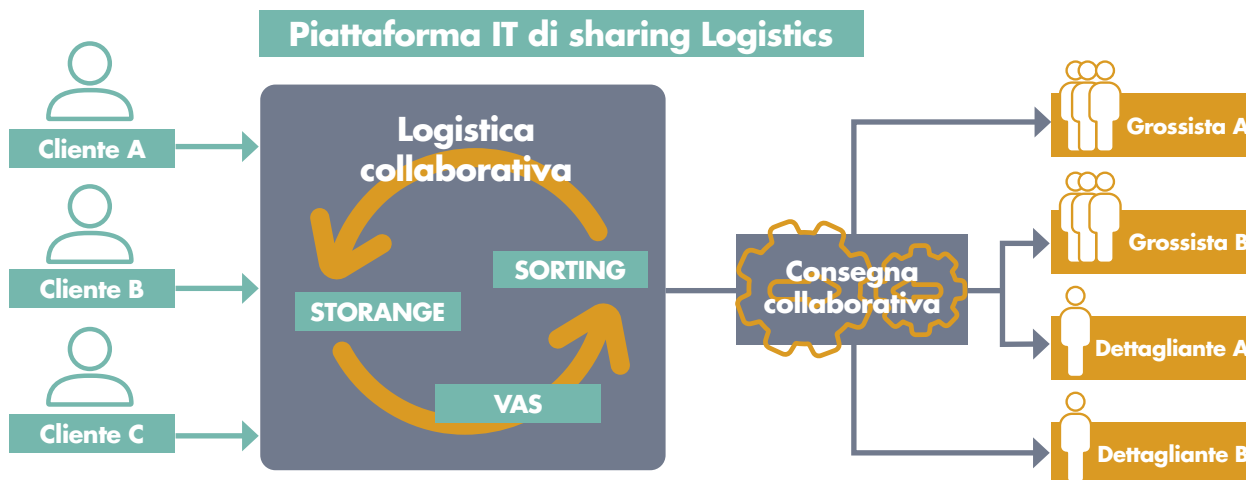 Piattaforma IT di sharing Logistics
Cliente A
Cliente B
Cliente C
Logistica
collaborativa
SORTING
STORANGE
VAS
Consegna
collaborativa
Grossista A
Grossista B
Dettagliante A
Dettagliante B